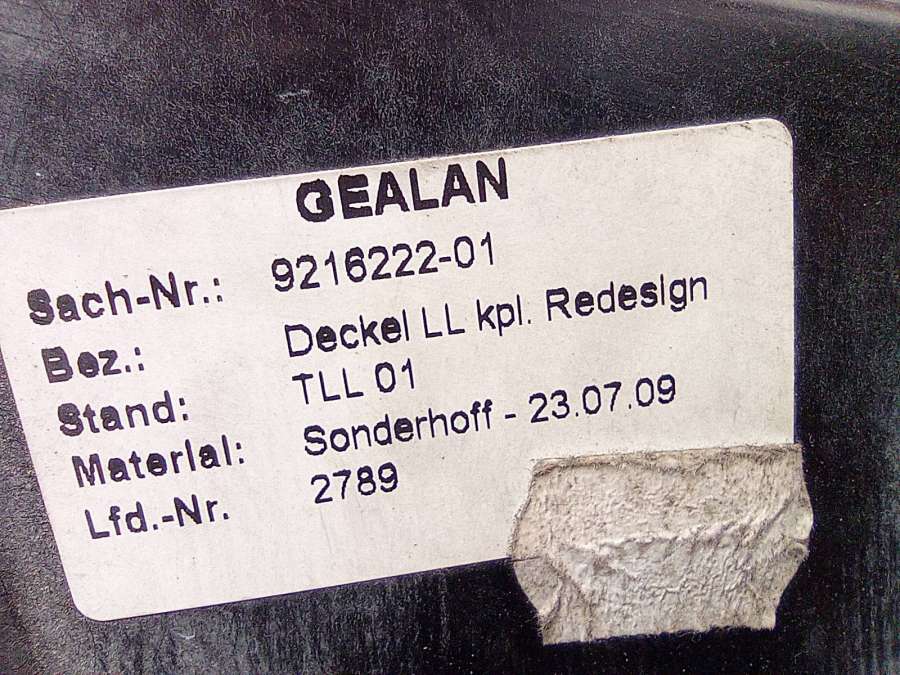 GEALAN
Sach-Nr.: 9216222-01
Bez.: Deckel LL kpl. Redesign
Stand: TLL 01
Material: Sonderhoff - 23.07.09
Lfd.-Nr. 2789